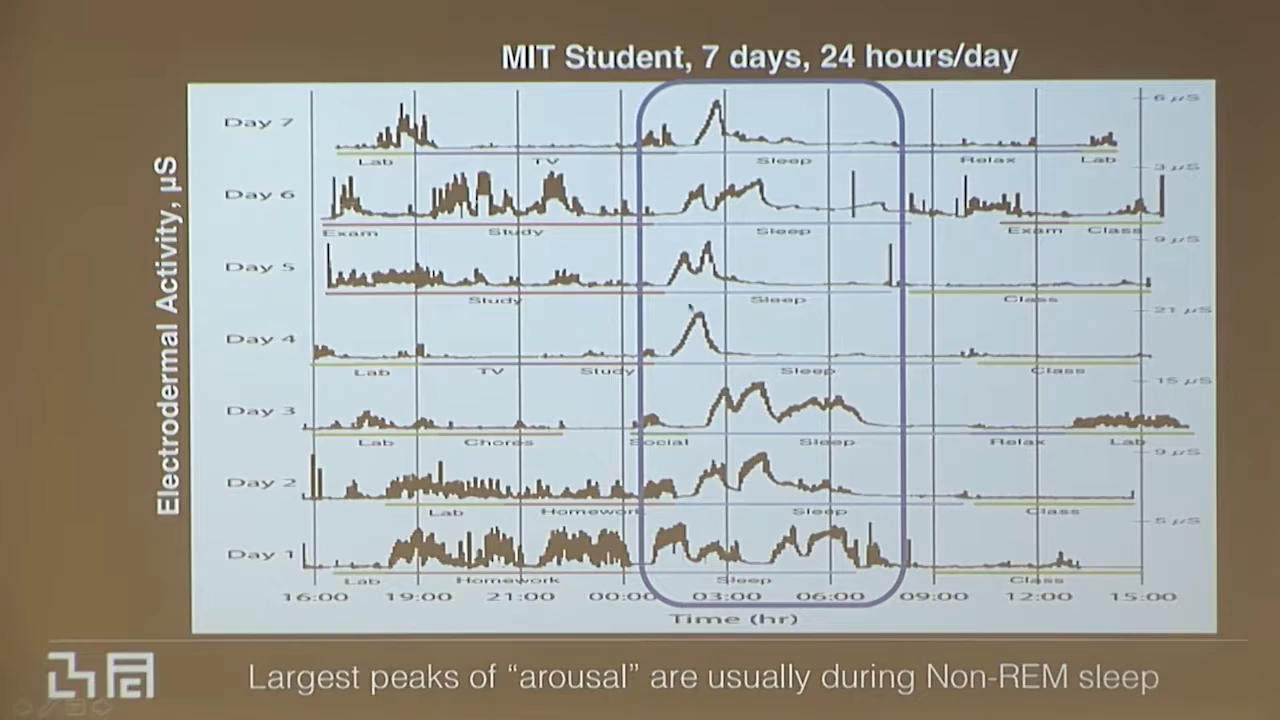 MIT Student, 7 days, 24 hours/day
Electrodermal Activity, µS
Day 7
6 µS
Lab TV Sleep Relax Lab
Day 6
3 µS
Exam Study Sleep Exam Class
Day 5
9 µS
Study Sleep Class
Day 4
21 µS
Lab TV Study Sleep Class
Day 3
15 µS
Lab Chores Social Sleep Relax Lab
Day 2
9 µS
Lab Homework Sleep Class
Day 1
5 µS
Lab Homework Sleep Class
16:00 19:00 21:00 00:00 03:00 06:00 09:00 12:00 15:00
Time (hr)
Largest peaks of “arousal” are usually during Non-REM sleep